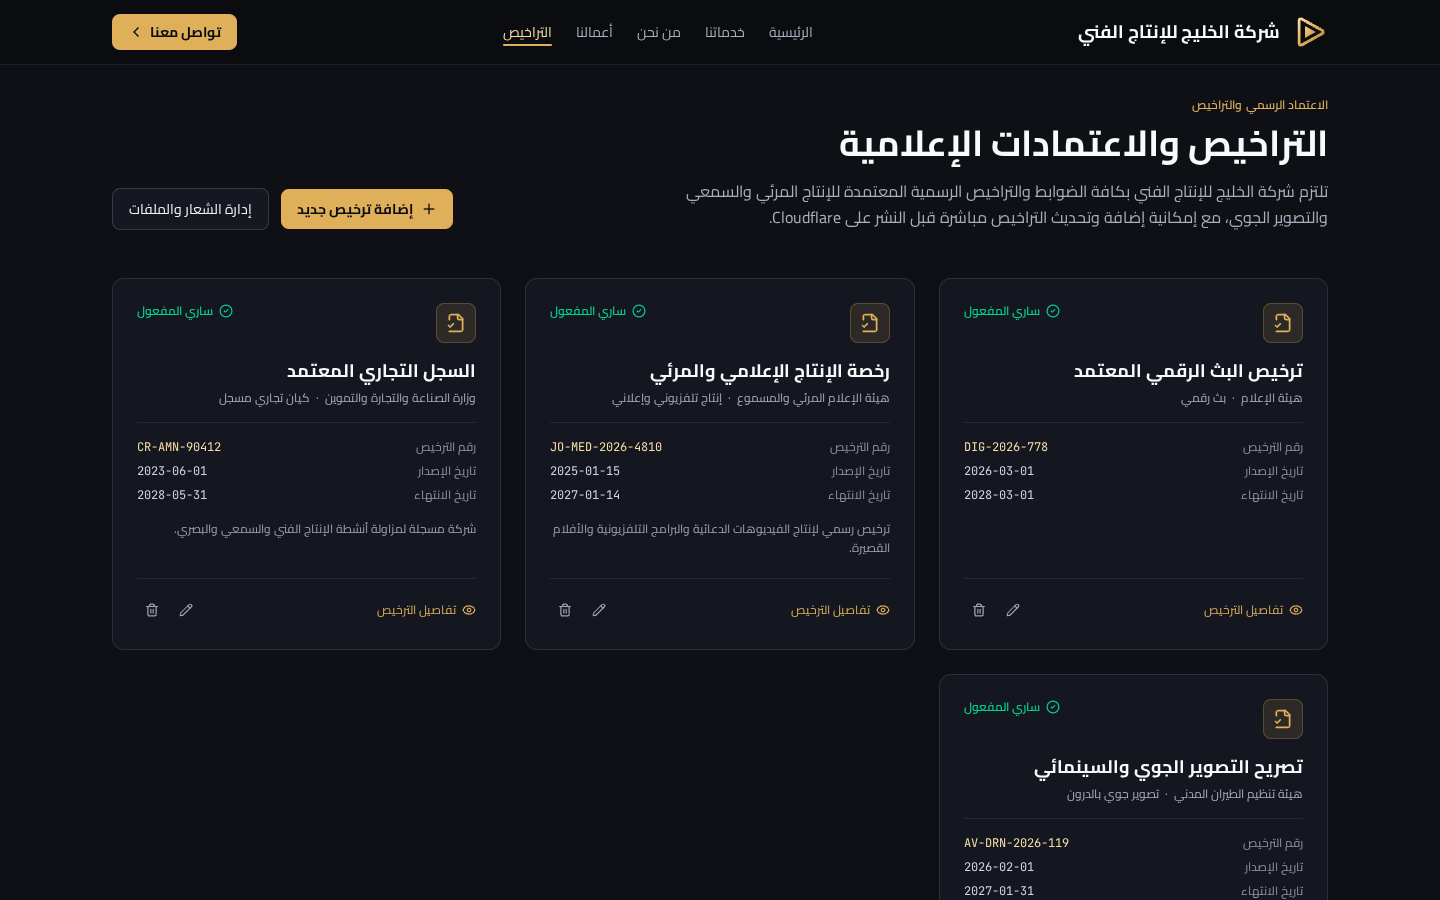 شركة الخليج للإنتاج الفني
الرئيسية
خدماتنا
من نحن
أعمالنا
التراخيص
تواصل معنا
الاعتماد الرسمي والتراخيص
التراخيص والاعتمادات الإعلامية
تلتزم شركة الخليج للإنتاج الفني بكافة الضوابط والتراخيص الرسمية المعتمدة للإنتاج المرئي والسمعي
والتصوير الجوي، مع إمكانية إضافة وتحديث التراخيص مباشرة قبل النشر على Cloudflare.
إضافة ترخيص جديد
إدارة الشعار والملفات
ساري المفعول
ترخيص البث الرقمي المعتمد
هيئة الإعلام · بث رقمي
رقم الترخيص DIG-2026-778
تاريخ الإصدار 2026-03-01
تاريخ الانتهاء 2028-03-01
تفاصيل الترخيص
ساري المفعول
رخصة الإنتاج الإعلامي والمرئي
هيئة الإعلام المرئي والمسموع · إنتاج تلفزيوني وإعلاني
رقم الترخيص JO-MED-2026-4810
تاريخ الإصدار 2025-01-15
تاريخ الانتهاء 2027-01-14
ترخيص رسمي لإنتاج الفيديوهات الدعائية والبرامج التلفزيونية والأفلام
القصيرة.
تفاصيل الترخيص
ساري المفعول
السجل التجاري المعتمد
وزارة الصناعة والتجارة والتموين · كيان تجاري مسجل
رقم الترخيص CR-AMN-90412
تاريخ الإصدار 2023-06-01
تاريخ الانتهاء 2028-05-31
شركة مسجلة لمزاولة أنشطة الإنتاج الفني والسمعي والبصري.
تفاصيل الترخيص
ساري المفعول
تصريح التصوير الجوي والسينمائي
هيئة تنظيم الطيران المدني · تصوير جوي بالدرون
رقم الترخيص AV-DRN-2026-119
تاريخ الإصدار 2026-02-01
تاريخ الانتهاء 2027-01-31